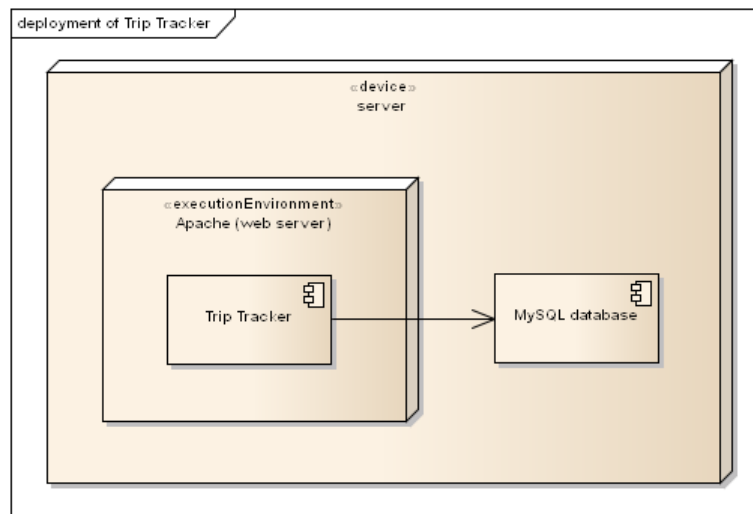 deployment of Trip Tracker
«device»
server
«executionEnvironment»
Apache (web server)
Trip Tracker
MySQL database